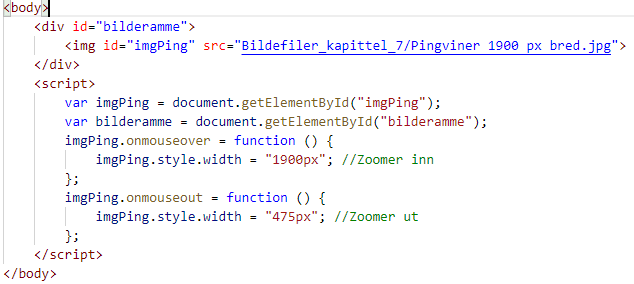 <body>
<div id="bilderamme">
<img id="imgPing" src="Bildefiler_kapittel_7/Pingviner 1900 px bred.jpg">
</div>
<script>
var imgPing = document.getElementById("imgPing");
var bilderamme = document.getElementById("bilderamme");
imgPing.onmouseover = function () {
imgPing.style.width = "1900px"; //Zoomer inn
};
imgPing.onmouseout = function () {
imgPing.style.width = "475px"; //Zoomer ut
};
</script>
</body>